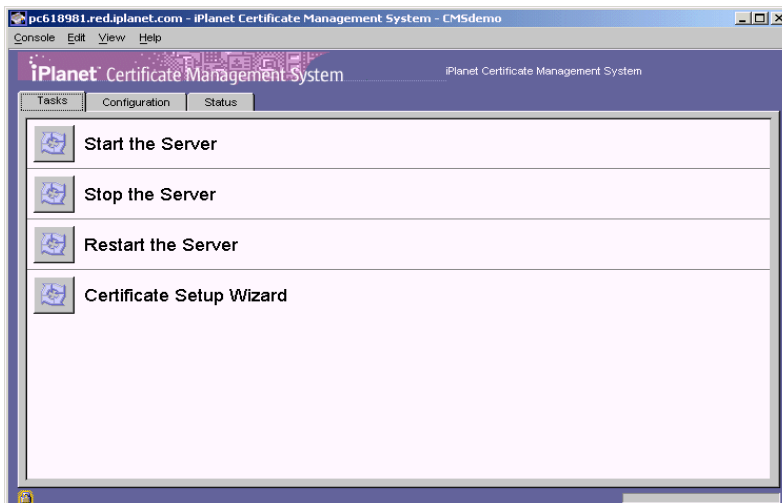 pc618981.red.iplanet.com - iPlanet Certificate Management System - CMSdemo
Console Edit View Help
iPlanet Certificate Management System
iPlanet Certificate Management System
Tasks Configuration Status
Start the Server
Stop the Server
Restart the Server
Certificate Setup Wizard